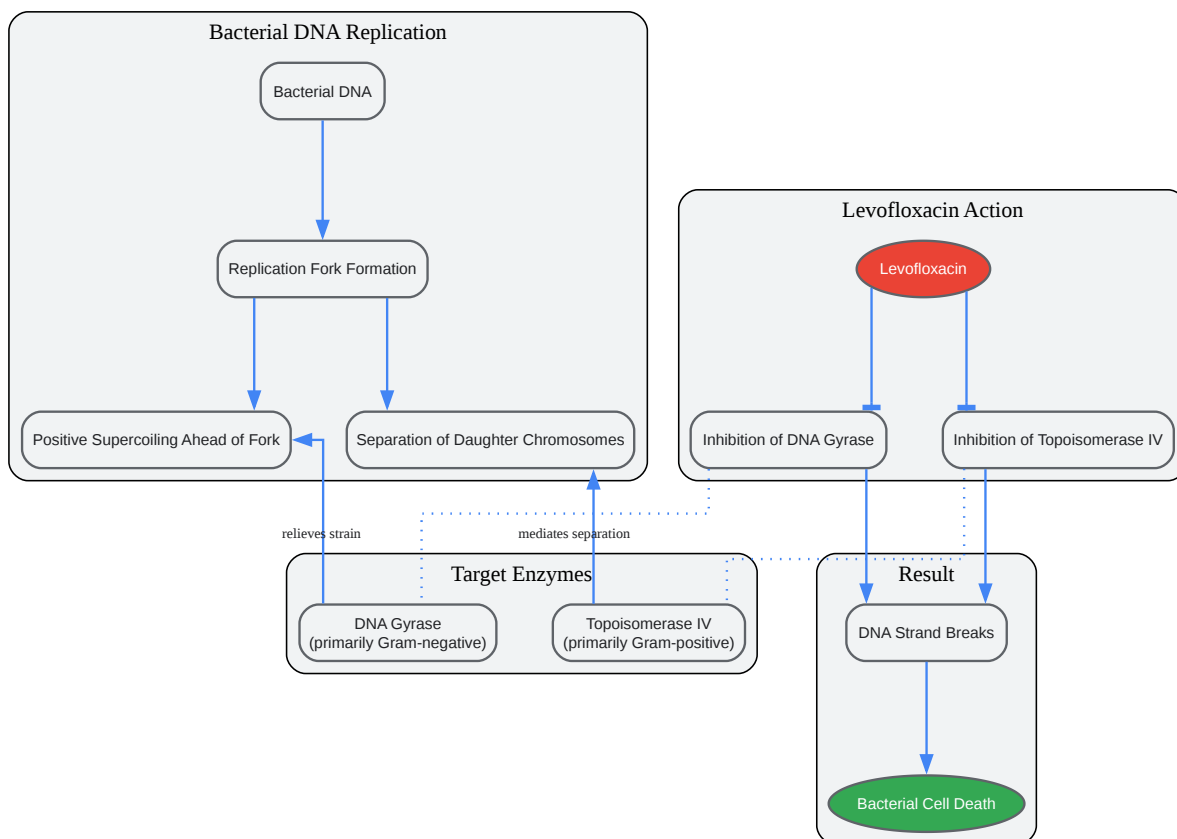 Bacterial DNA Replication
Bacterial DNA
Replication Fork Formation
Positive Supercoiling Ahead of Fork
Separation of Daughter Chromosomes
Levofloxacin Action
Levofloxacin
Inhibition of DNA Gyrase
Inhibition of Topoisomerase IV
relieves strain
mediates separation
Target Enzymes
DNA Gyrase
(primarily Gram-negative)
Topoisomerase IV
(primarily Gram-positive)
Result
DNA Strand Breaks
Bacterial Cell Death